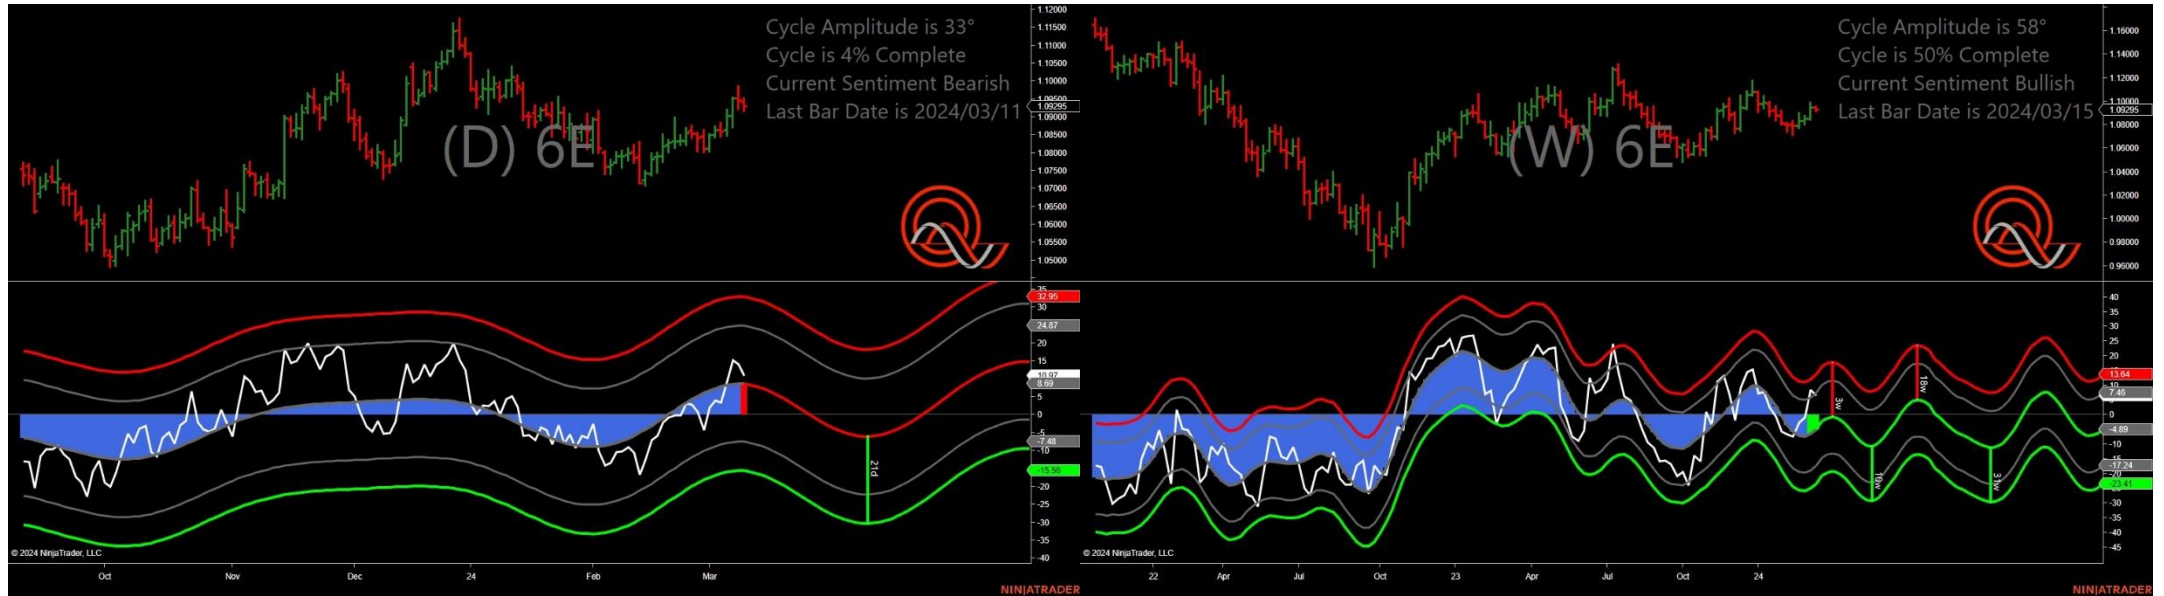 Cycle Amplitude is 33°
Cycle is 4% Complete
Current Sentiment Bearish
Last Bar Date is 2024/03/11
(D) 6E
1.12000
1.11500
1.11000
1.10500
1.10000
1.09500
1.09295
1.09000
1.08500
1.08000
1.07500
1.07000
1.06500
1.06000
1.05500
1.05000
35
32.95
30
24.87
20
15
10.97
8.69
5
0
-5
-7.48
-10
-15.56
-20
-25
-30
-35
-40
21d
© 2024 NinjaTrader, LLC
Oct
Nov
Dec
24
Feb
Mar
NINJATRADER
Cycle Amplitude is 58°
Cycle is 50% Complete
Current Sentiment Bullish
Last Bar Date is 2024/03/15
(W) 6E
1.16000
1.14000
1.12000
1.10000
1.09295
1.08000
1.06000
1.04000
1.02000
1.00000
0.98000
0.96000
40
35
30
25
20
13.64
10
7.46
0
-4.89
-10
-17.24
-20
-23.41
-30
-35
-40
-45
3w
10w
18w
31w
© 2024 NinjaTrader, LLC
22
Apr
Jul
Oct
23
Apr
Jul
Oct
24
NINJATRADER